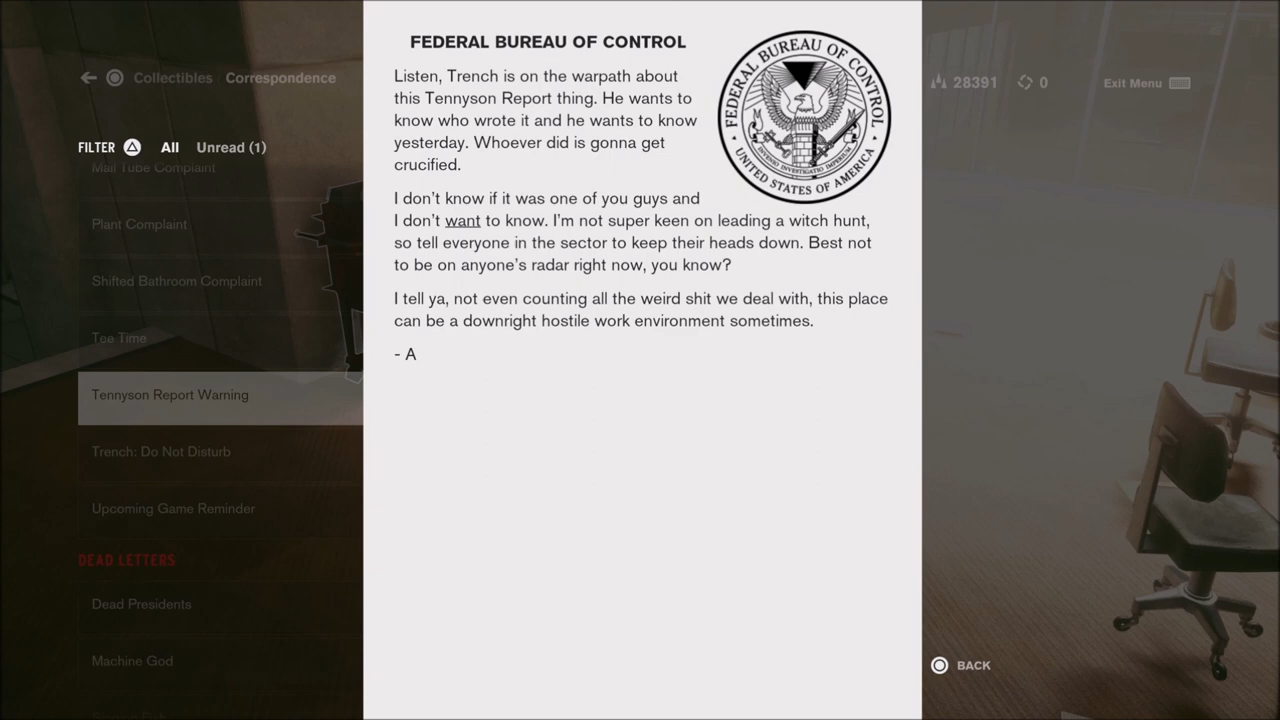 FEDERAL BUREAU OF CONTROL
FEDERAL BUREAU OF CONTROL
UNITED STATES OF AMERICA
Listen, Trench is on the warpath about
this Tennyson Report thing. He wants to
know who wrote it and he wants to know
yesterday. Whoever did is gonna get
crucified.
I don’t know if it was one of you guys and
I don’t want to know. I’m not super keen on leading a witch hunt,
so tell everyone in the sector to keep their heads down. Best not
to be on anyone’s radar right now, you know?
I tell ya, not even counting all the weird shit we deal with, this place
can be a downright hostile work environment sometimes.
- A
Collectibles Correspondence
FILTER All Unread (1)
Mail Tube Complaint
Plant Complaint
Shifted Bathroom Complaint
Tee Time
Tennyson Report Warning
Trench: Do Not Disturb
Upcoming Game Reminder
DEAD LETTERS
Dead Presidents
Machine God
28391 0
Exit Menu
BACK